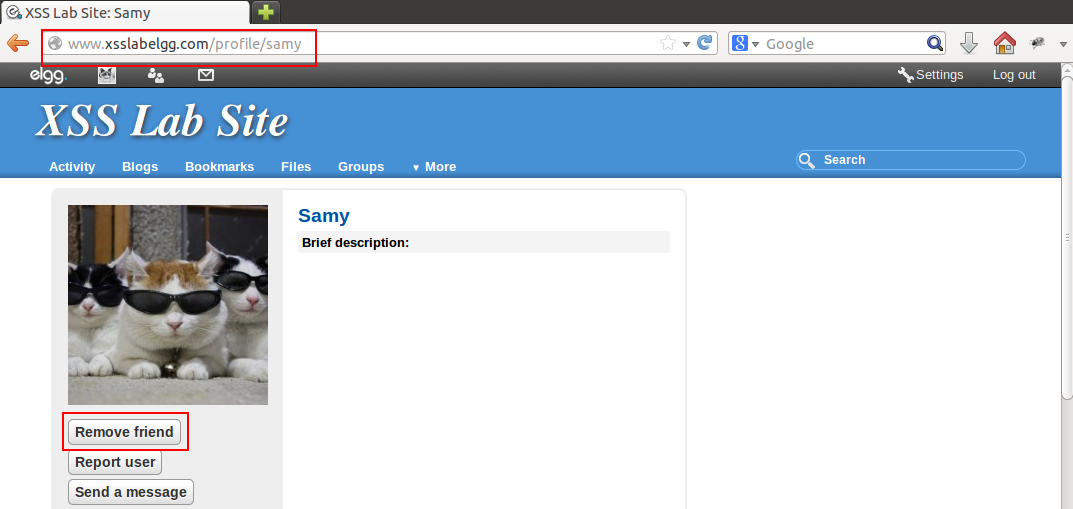 XSS Lab Site: Samy
www.xsslabelgg.com/profile/samy
Google
elgg.
Settings
Log out
XSS Lab Site
Activity
Blogs
Bookmarks
Files
Groups
More
Search
Samy
Brief description:
Remove friend
Report user
Send a message